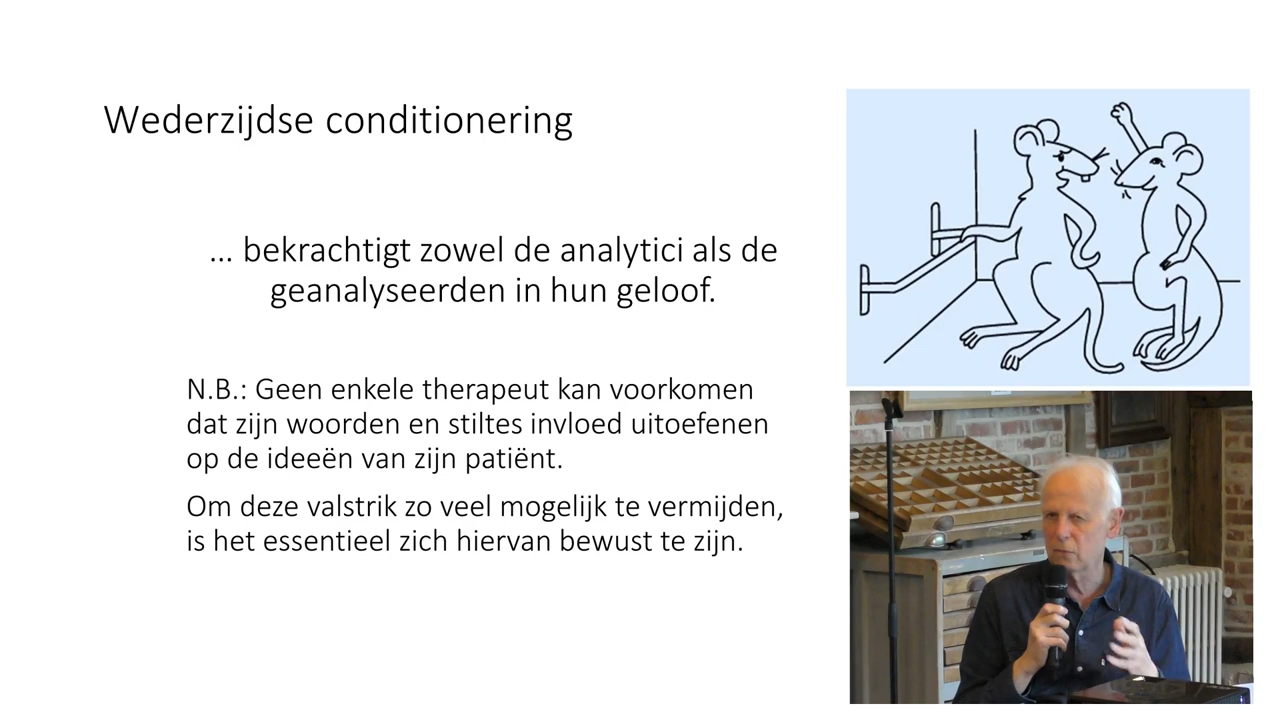 Wederzijdse conditionering
... bekrachtigt zowel de analytici als de
geanalyseerden in hun geloof.
N.B.: Geen enkele therapeut kan voorkomen
dat zijn woorden en stiltes invloed uitoefenen
op de ideeën van zijn patiënt.
Om deze valstrik zo veel mogelijk te vermijden,
is het essentieel zich hiervan bewust te zijn.